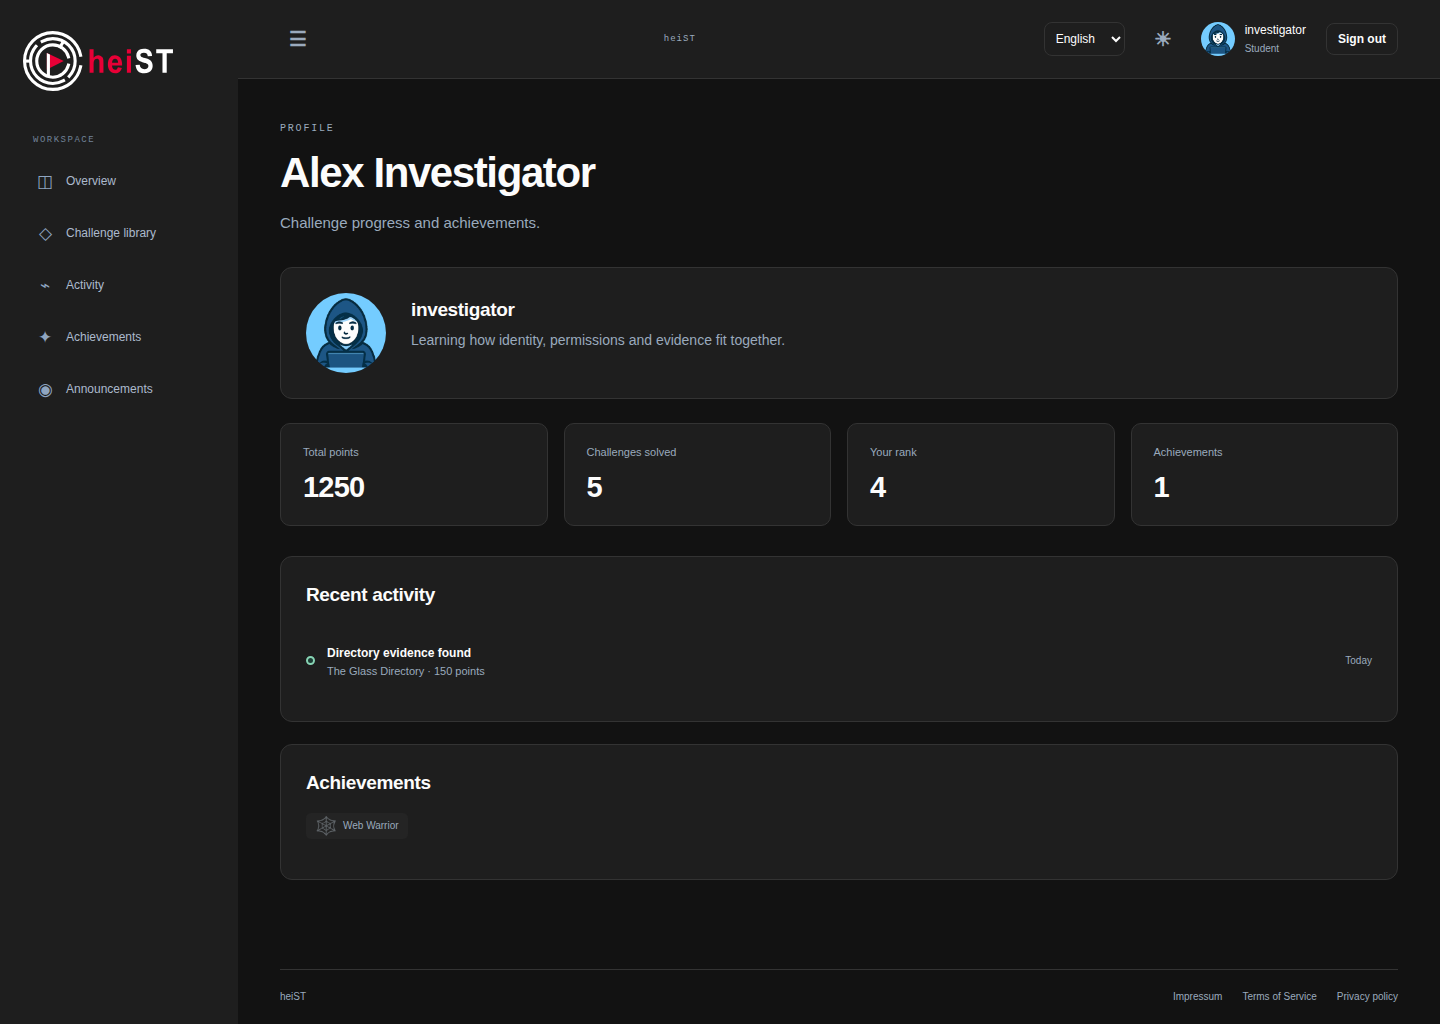 heiST
WORKSPACE
Overview
Challenge library
Activity
Achievements
Announcements
heiST
English
investigator
Student
Sign out
PROFILE
Alex Investigator
Challenge progress and achievements.
investigator
Learning how identity, permissions and evidence fit together.
Total points
1250
Challenges solved
5
Your rank
4
Achievements
1
Recent activity
Directory evidence found
The Glass Directory · 150 points
Today
Achievements
Web Warrior
heiST
Impressum
Terms of Service
Privacy policy